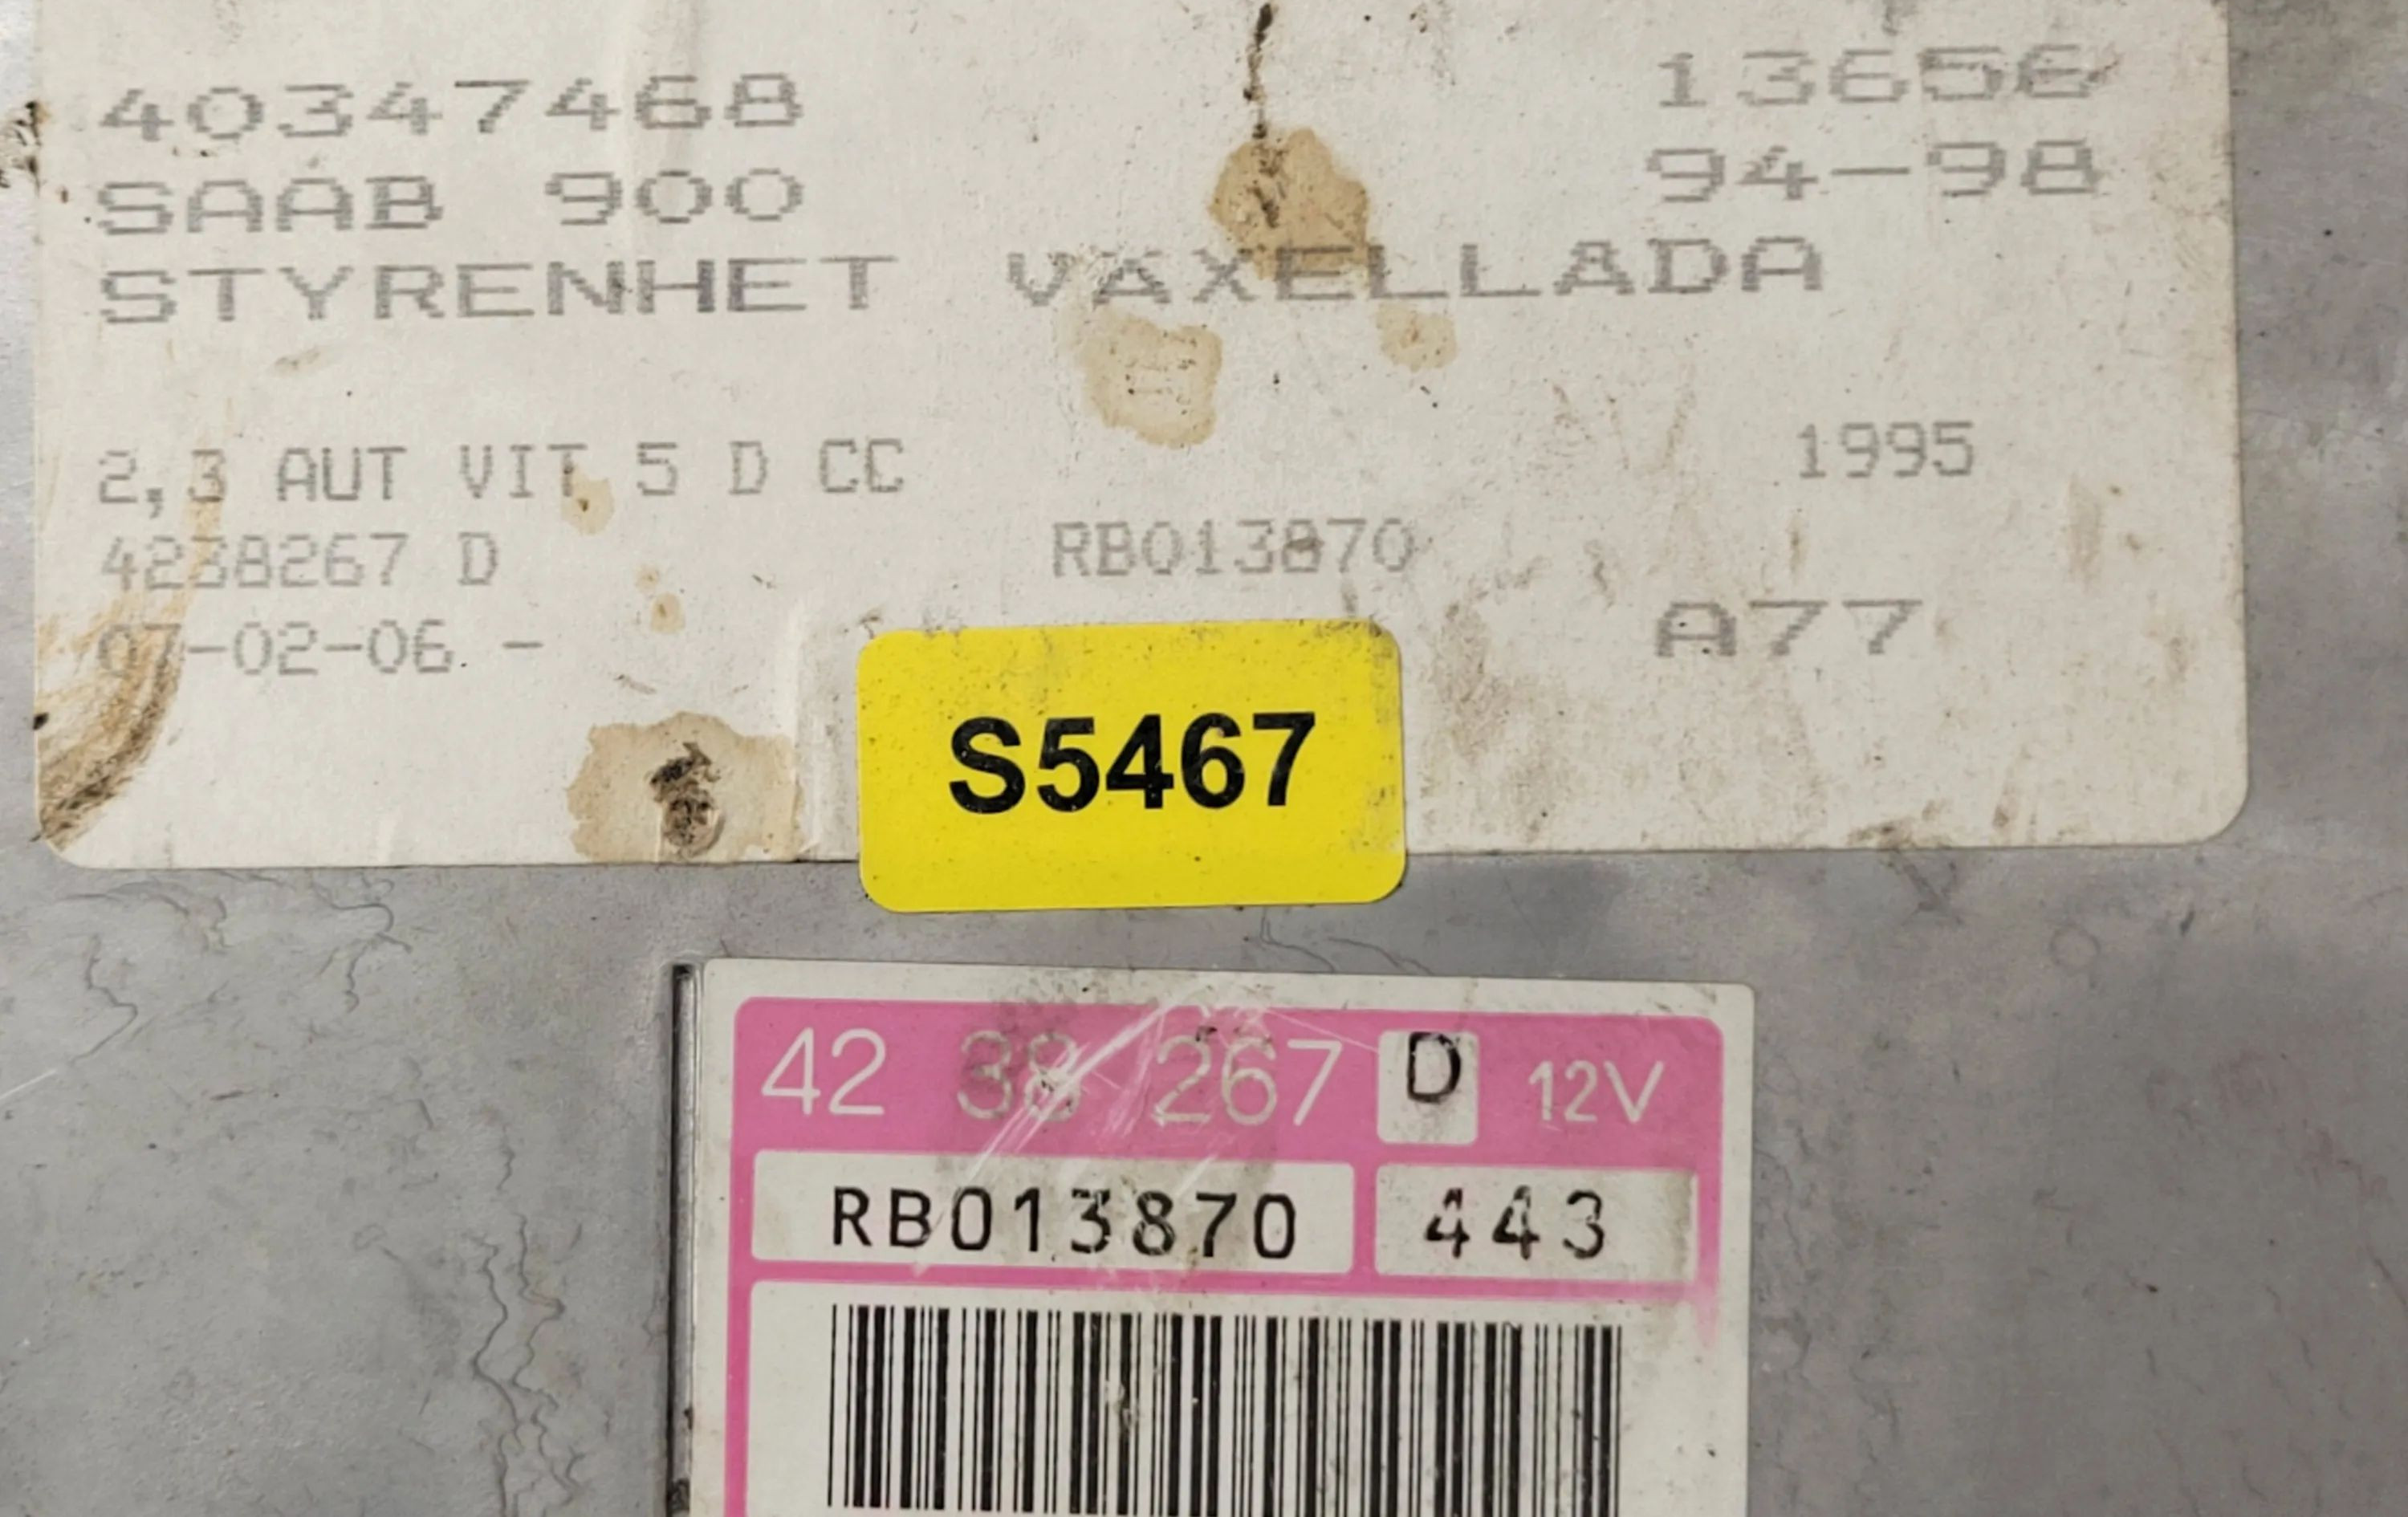 40347468 13656
SAAB 900 94-98
STYRENHET VAXELLADA
2,3 AUT VIT 5 D CC 1995
4238267 D RB013870
07-02-06 - A77
S5467
42 38 267 D 12V
RB013870 443